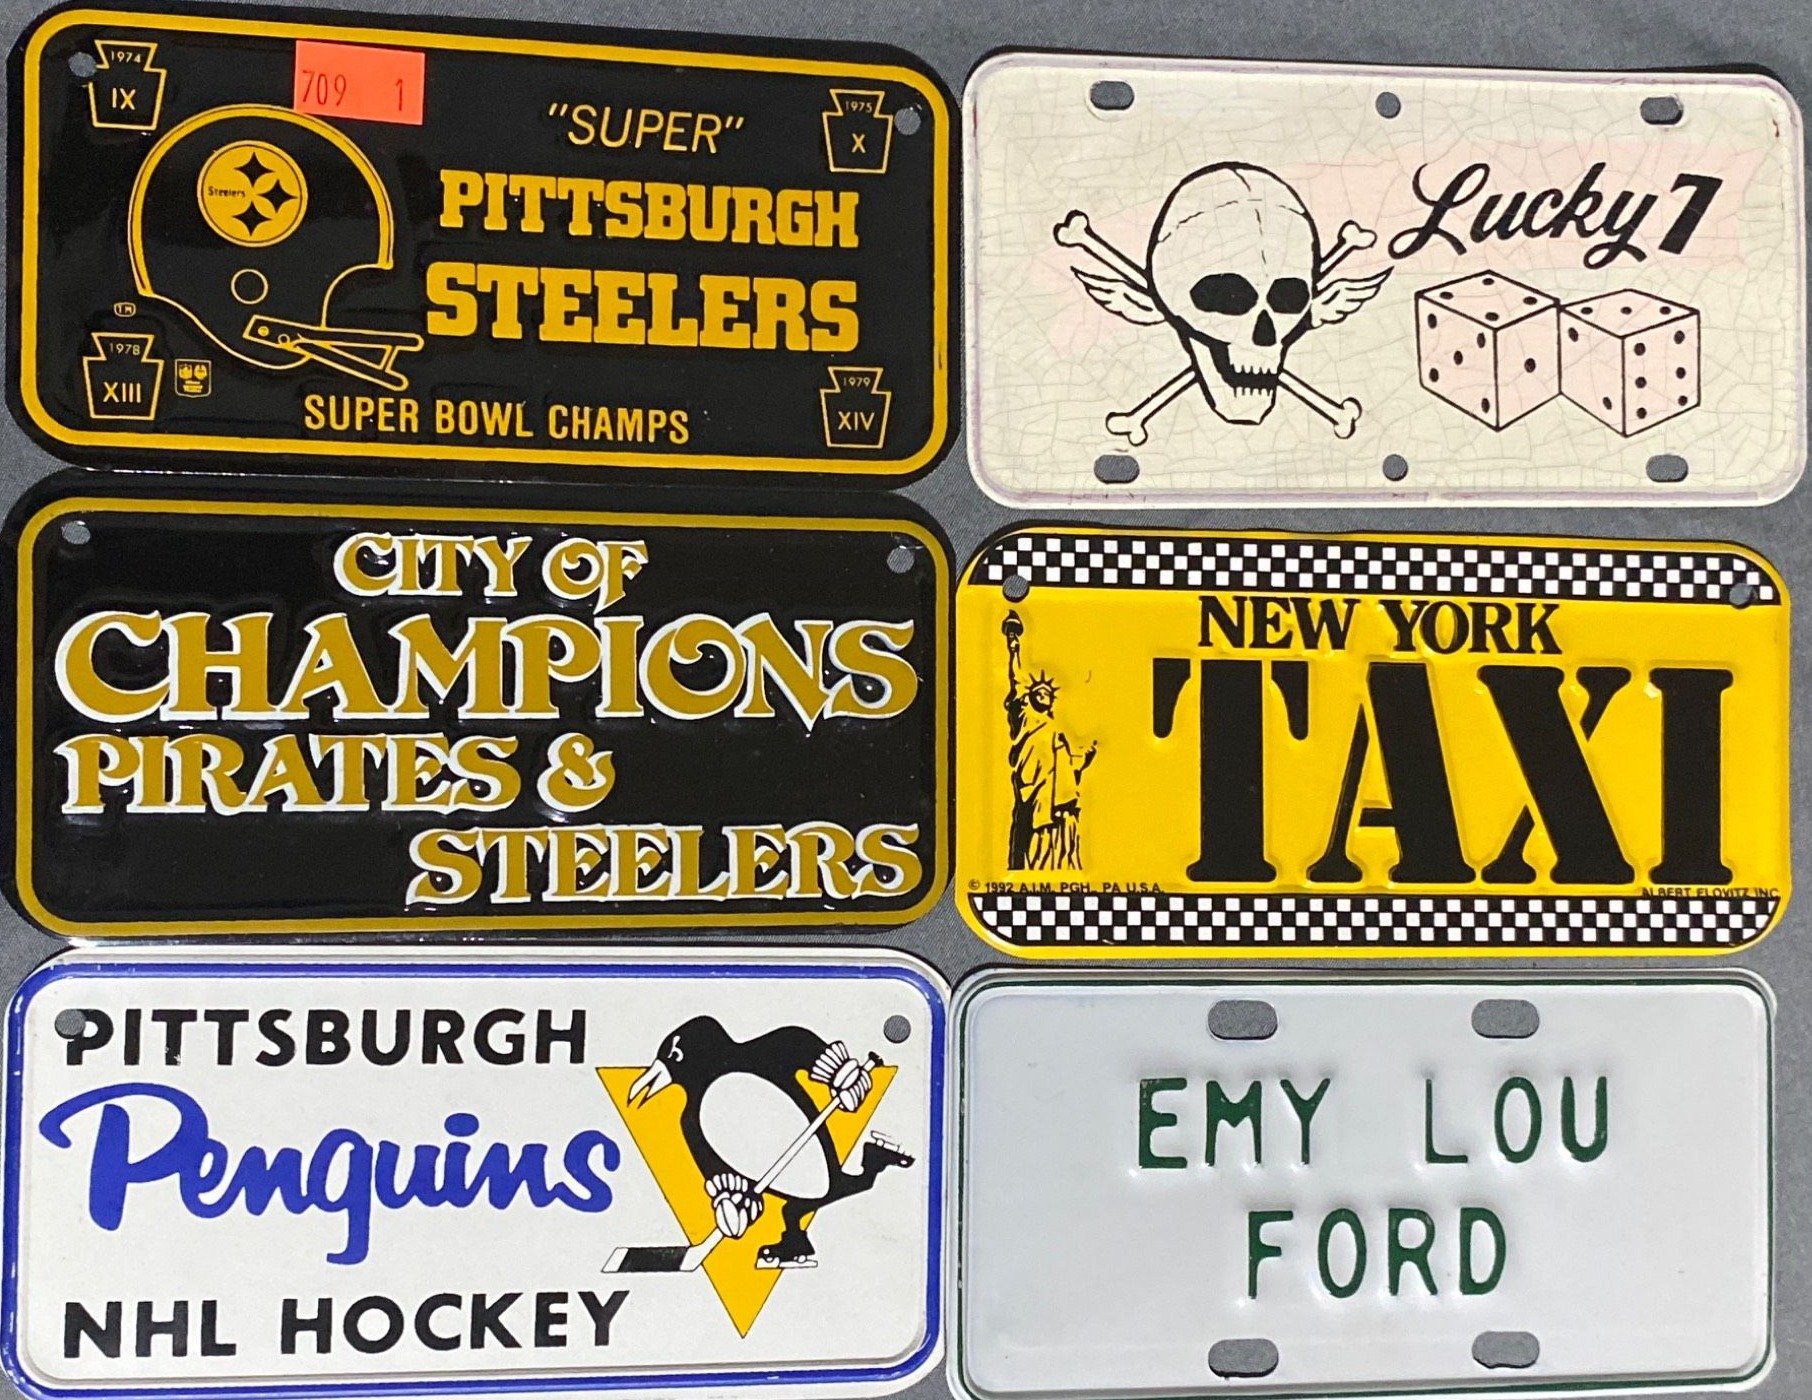 1974
IX
709 1
"SUPER"
1975
X
Steelers
PITTSBURGH
STEELERS
TM
1978
XIII
1979
XIV
SUPER BOWL CHAMPS
Lucky 7
CITY OF
CHAMPIONS
PIRATES &
STEELERS
NEW YORK
TAXI
© 1992 A.I.M. PGH., PA U.S.A.
ALBERT ELOVITZ INC.
PITTSBURGH
Penguins
NHL HOCKEY
EMY LOU
FORD